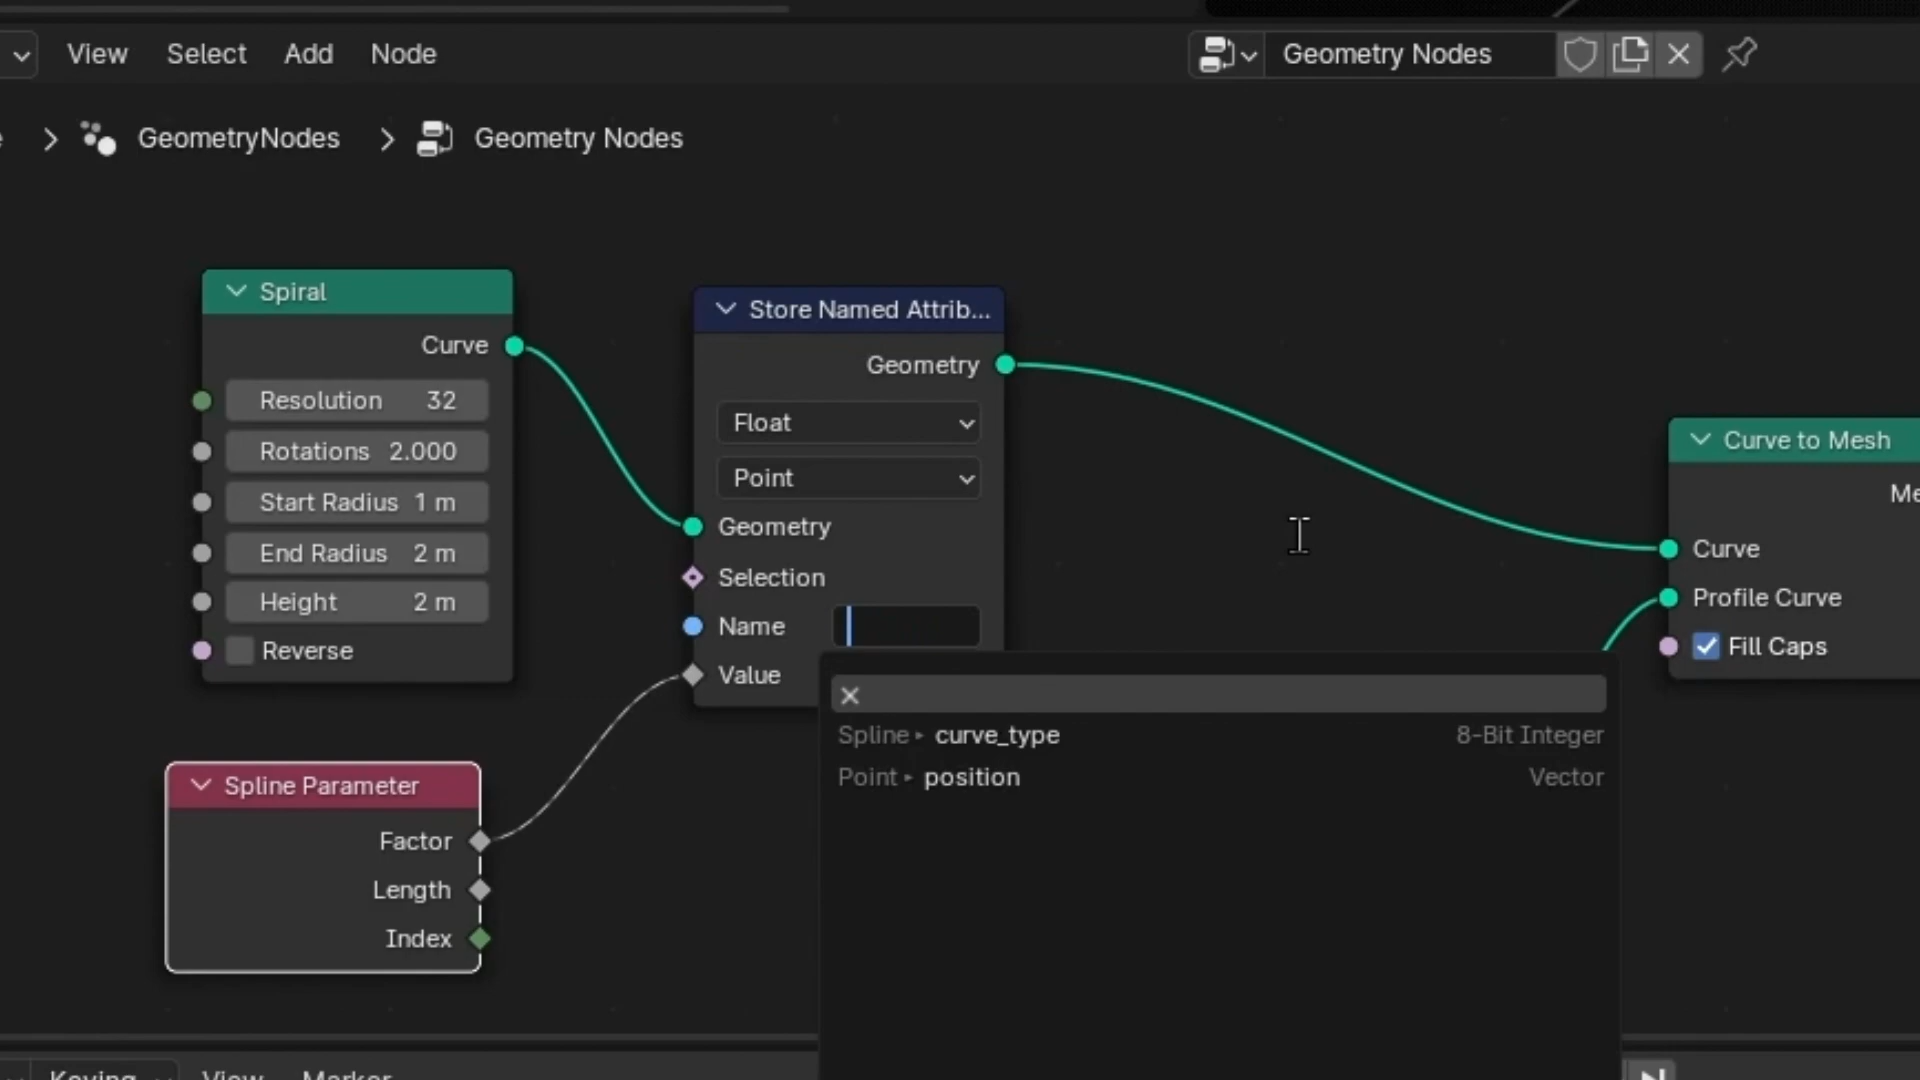 View Select Add Node
Geometry Nodes
GeometryNodes
Geometry Nodes
Spiral
Curve
Resolution 32
Rotations 2.000
Start Radius 1 m
End Radius 2 m
Height 2 m
Reverse
Store Named Attrib...
Geometry
Float
Point
Geometry
Selection
Name
Value
Spline ▸ curve_type 8-Bit Integer
Point ▸ position Vector
Curve to Mesh
Me
Curve
Profile Curve
Fill Caps
Spline Parameter
Factor
Length
Index
Keying View Marker